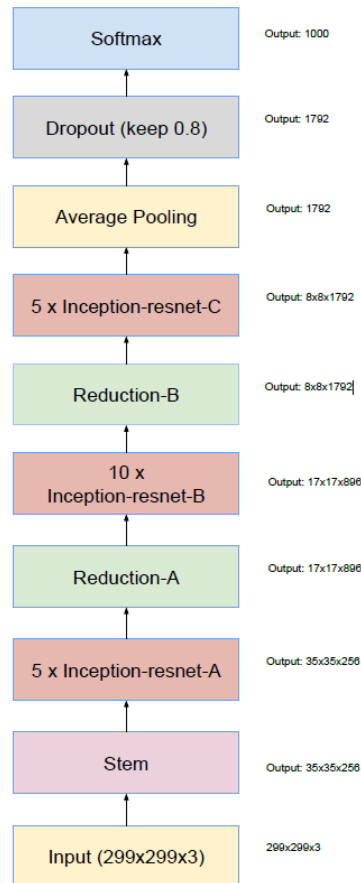 Softmax
Output: 1000
Dropout (keep 0.8)
Output: 1792
Average Pooling
Output: 1792
5 x Inception-resnet-C
Output: 8x8x1792
Reduction-B
Output: 8x8x1792
10 x
Inception-resnet-B
Output: 17x17x896
Reduction-A
Output: 17x17x896
5 x Inception-resnet-A
Output: 35x35x256
Stem
Output: 35x35x256
Input (299x299x3)
299x299x3